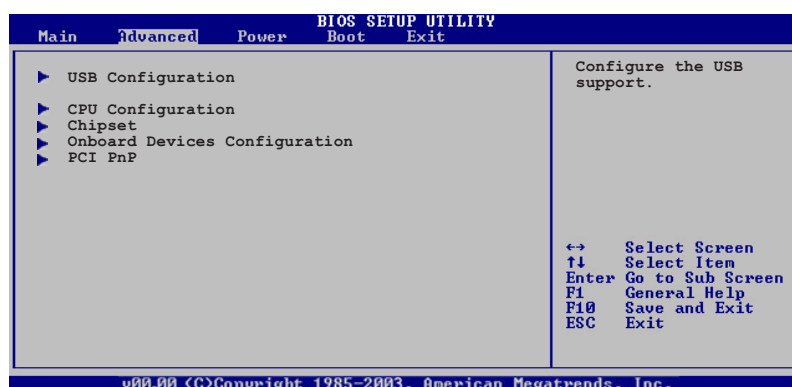 BIOS SETUP UTILITY
Main Advanced Power Boot Exit
USB Configuration
CPU Configuration
Chipset
Onboard Devices Configuration
PCI PnP
Configure the USB
support.
←→ Select Screen
↑↓ Select Item
Enter Go to Sub Screen
F1 General Help
F10 Save and Exit
ESC Exit
v00.00 (C)Copyright 1985-2003, American Megatrends, Inc.